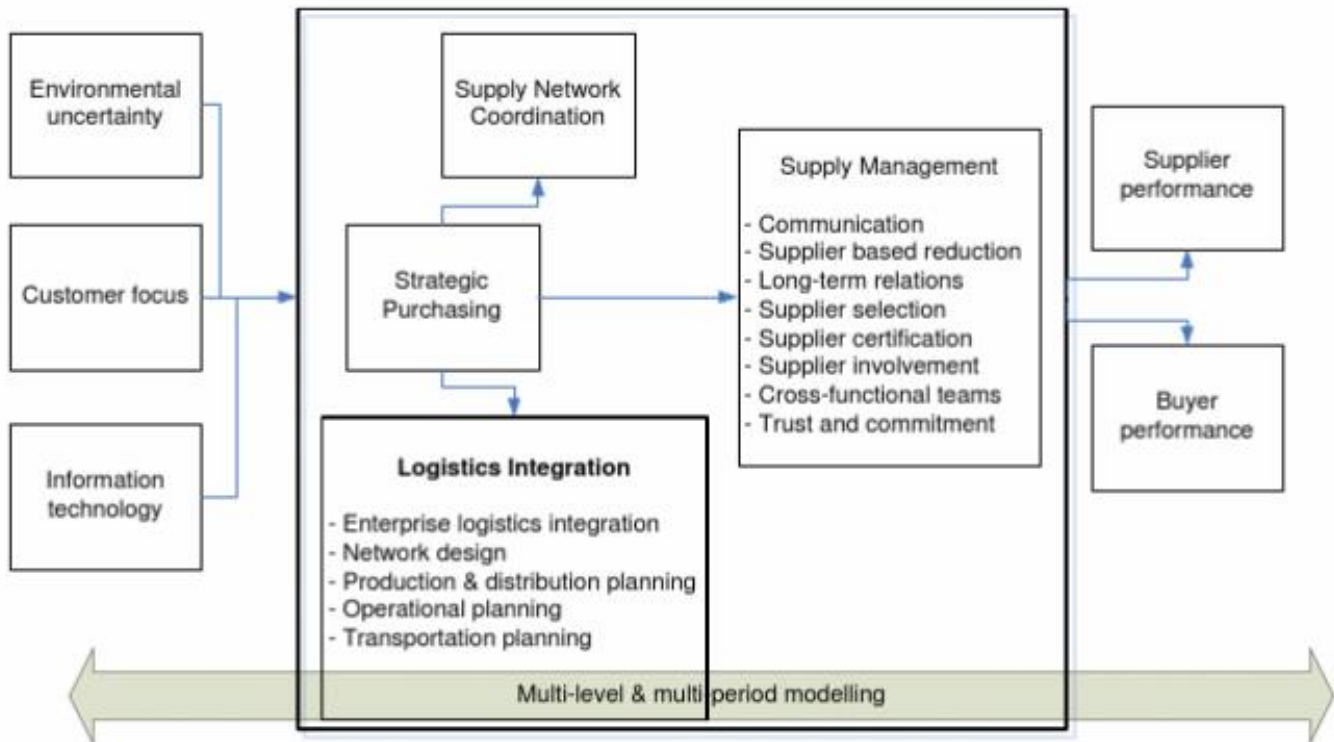 Environmental
uncertainty
Customer focus
Information
technology
Supply Network
Coordination
Strategic
Purchasing
Logistics Integration
- Enterprise logistics integration
- Network design
- Production & distribution planning
- Operational planning
- Transportation planning
Supply Management
- Communication
- Supplier based reduction
- Long-term relations
- Supplier selection
- Supplier certification
- Supplier involvement
- Cross-functional teams
- Trust and commitment
Supplier
performance
Buyer
performance
Multi-level & multi-period modelling